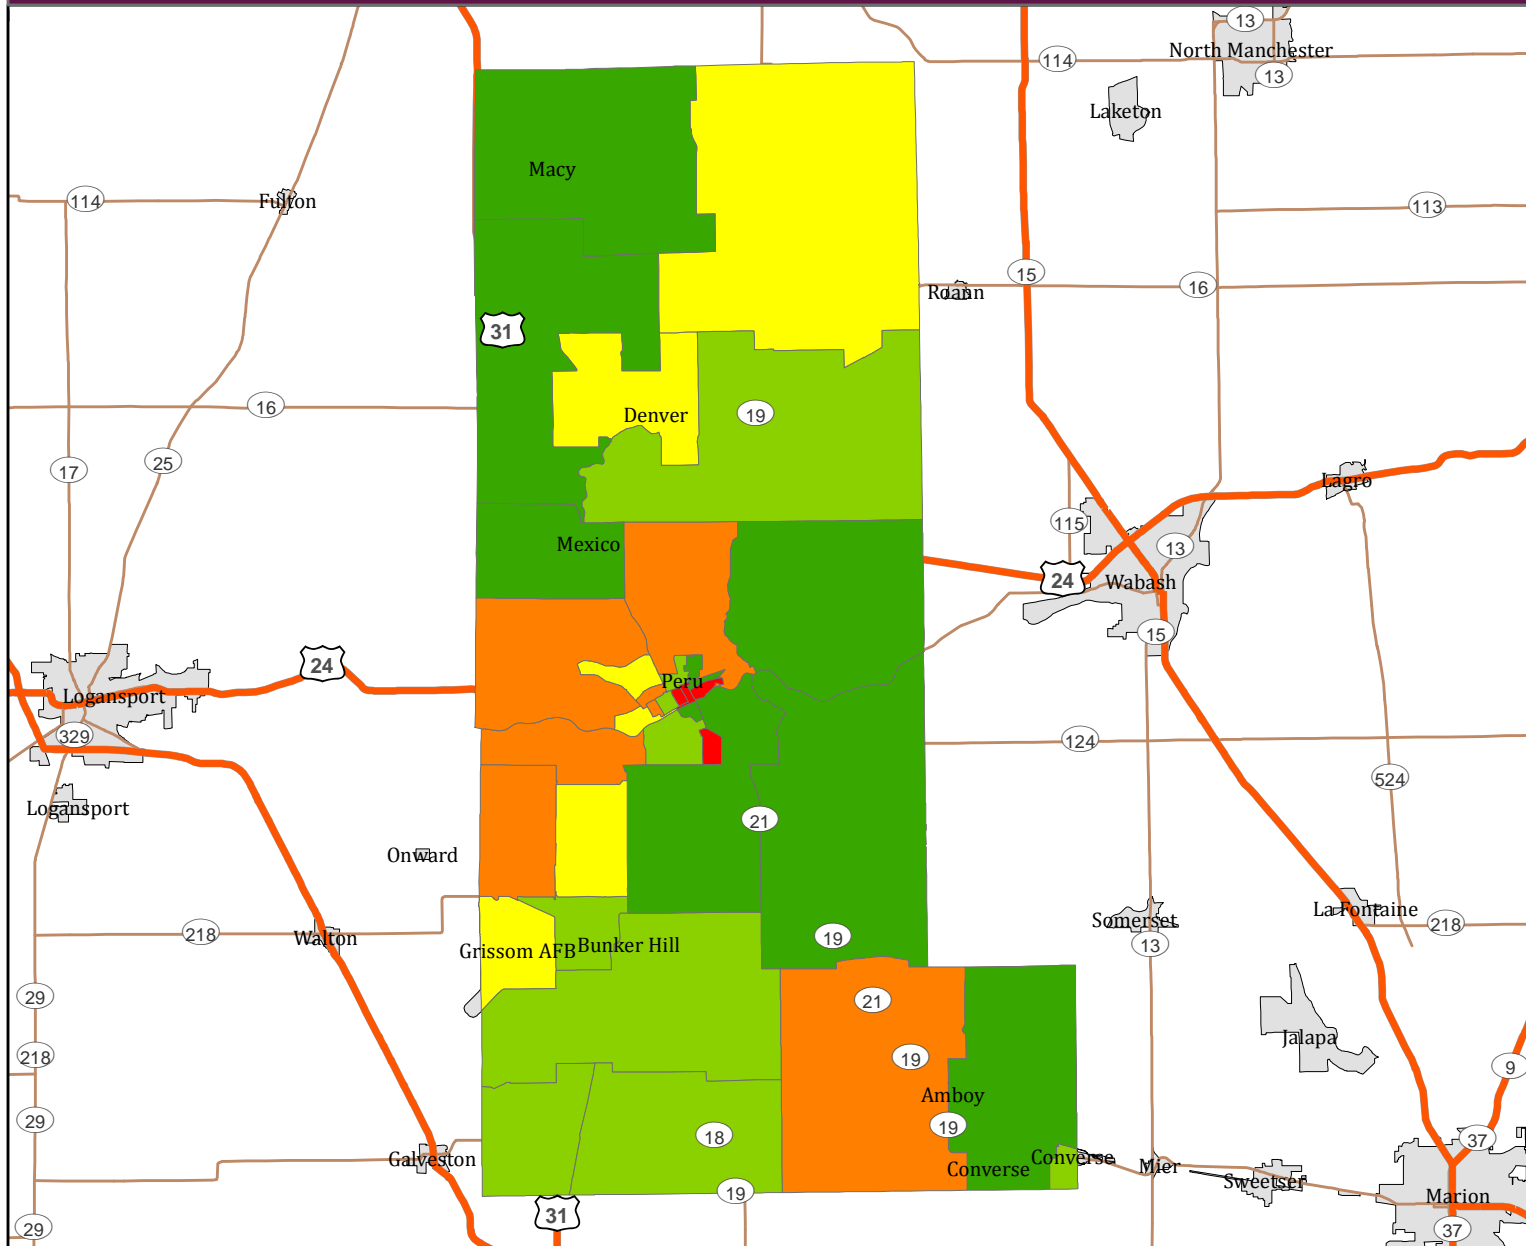 13
North Manchester
114
13
Laketon
Macy
114
Fulton
113
15
16
Roann
31
16
Denver
19
25
17
Lagro
115
13
Mexico
24
Wabash
15
24
Peru
Logansport
329
124
524
Logansport
21
Onward
La Fontaine
Somerset
218
218
Walton
19
13
Grissom AFB
Bunker Hill
29
21
Jalapa
218
19
9
Amboy
29
19
18
37
Galveston
Converse
Converse
Mier
Sweetser
19
Marion
31
29
37